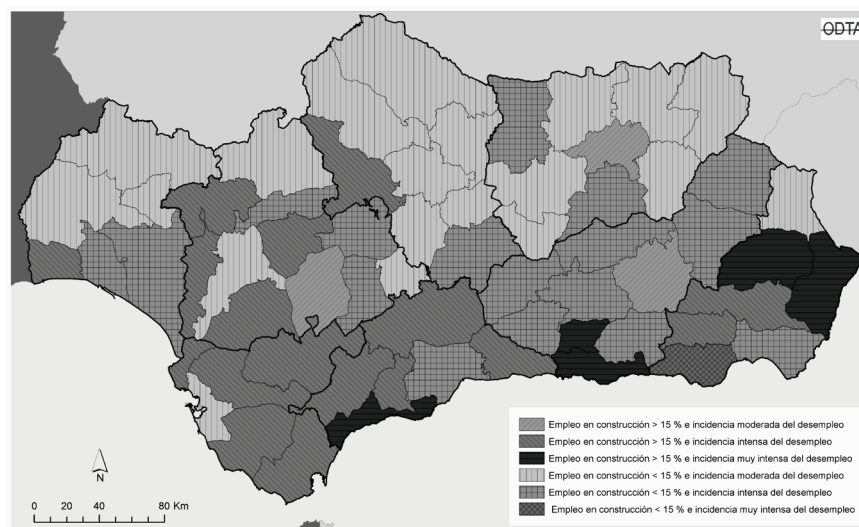 ODTA
Empleo en construcción > 15 % e incidencia moderada del desempleo
Empleo en construcción > 15 % e incidencia intensa del desempleo
Empleo en construcción > 15 % e incidencia muy intensa del desempleo
Empleo en construcción < 15 % e incidencia moderada del desempleo
Empleo en construcción < 15 % e incidencia intensa del desempleo
Empleo en construcción < 15 % e incidencia muy intensa del desempleo
N
0 20 40 80 Km